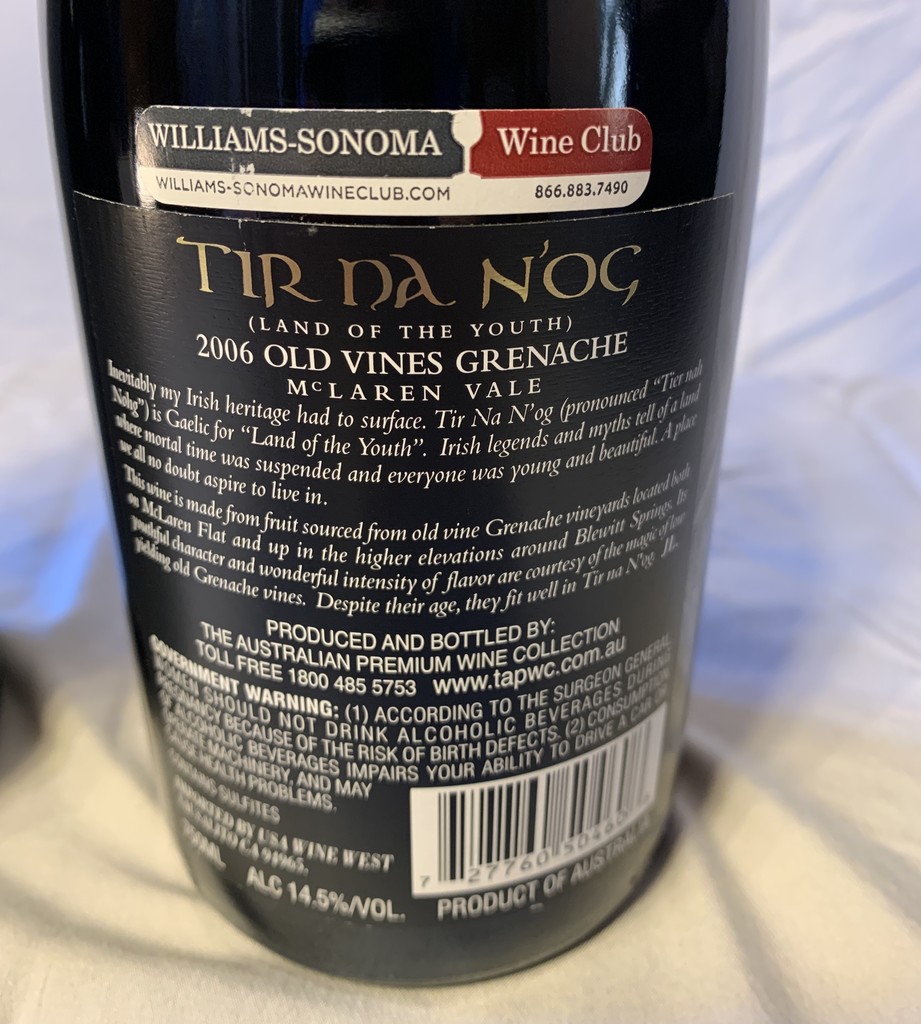 WILLIAMS-SONOMA Wine Club
WILLIAMS-SONOMAWINECLUB.COM 866.883.7490
TIR NA N'OG
(LAND OF THE YOUTH)
2006 OLD VINES GRENACHE
McLAREN VALE
Inevitably my Irish heritage had to surface. Tir Na N'og (pronounced "Tier nah
Nohg") is Gaelic for "Land of the Youth". Irish legends and myths tell of a land
where mortal time was suspended and everyone was young and beautiful. A place
we all no doubt aspire to live in.
This wine is made from fruit sourced from old vine Grenache vineyards located both
on McLaren Flat and up in the higher elevations around Blewitt Springs. Its
youthful character and wonderful intensity of flavor are courtesy of the magic of low
yielding old Grenache vines. Despite their age, they fit well in Tir na N'og. JL.
PRODUCED AND BOTTLED BY:
THE AUSTRALIAN PREMIUM WINE COLLECTION
TOLL FREE 1800 485 5753 www.tapwc.com.au
GOVERNMENT WARNING: (1) ACCORDING TO THE SURGEON GENERAL,
WOMEN SHOULD NOT DRINK ALCOHOLIC BEVERAGES DURING
PREGNANCY BECAUSE OF THE RISK OF BIRTH DEFECTS. (2) CONSUMPTION
OF ALCOHOLIC BEVERAGES IMPAIRS YOUR ABILITY TO DRIVE A CAR
OPERATE MACHINERY, AND MAY
CAUSE HEALTH PROBLEMS.
CONTAINS SULFITES
IMPORTED BY USA WINE WEST
SAUSALITO CA 94965.
750ML
ALC 14.5%/VOL.
7 27760 504
PRODUCT OF AUSTRALIA